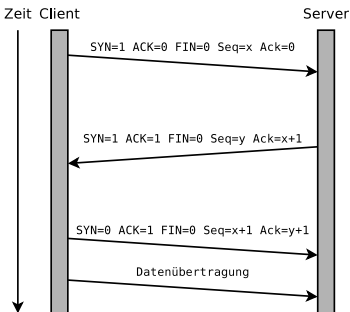 Zeit Client Server
SYN=1 ACK=0 FIN=0 Seq=x Ack=0
SYN=1 ACK=1 FIN=0 Seq=y Ack=x+1
SYN=0 ACK=1 FIN=0 Seq=x+1 Ack=y+1
Datenübertragung